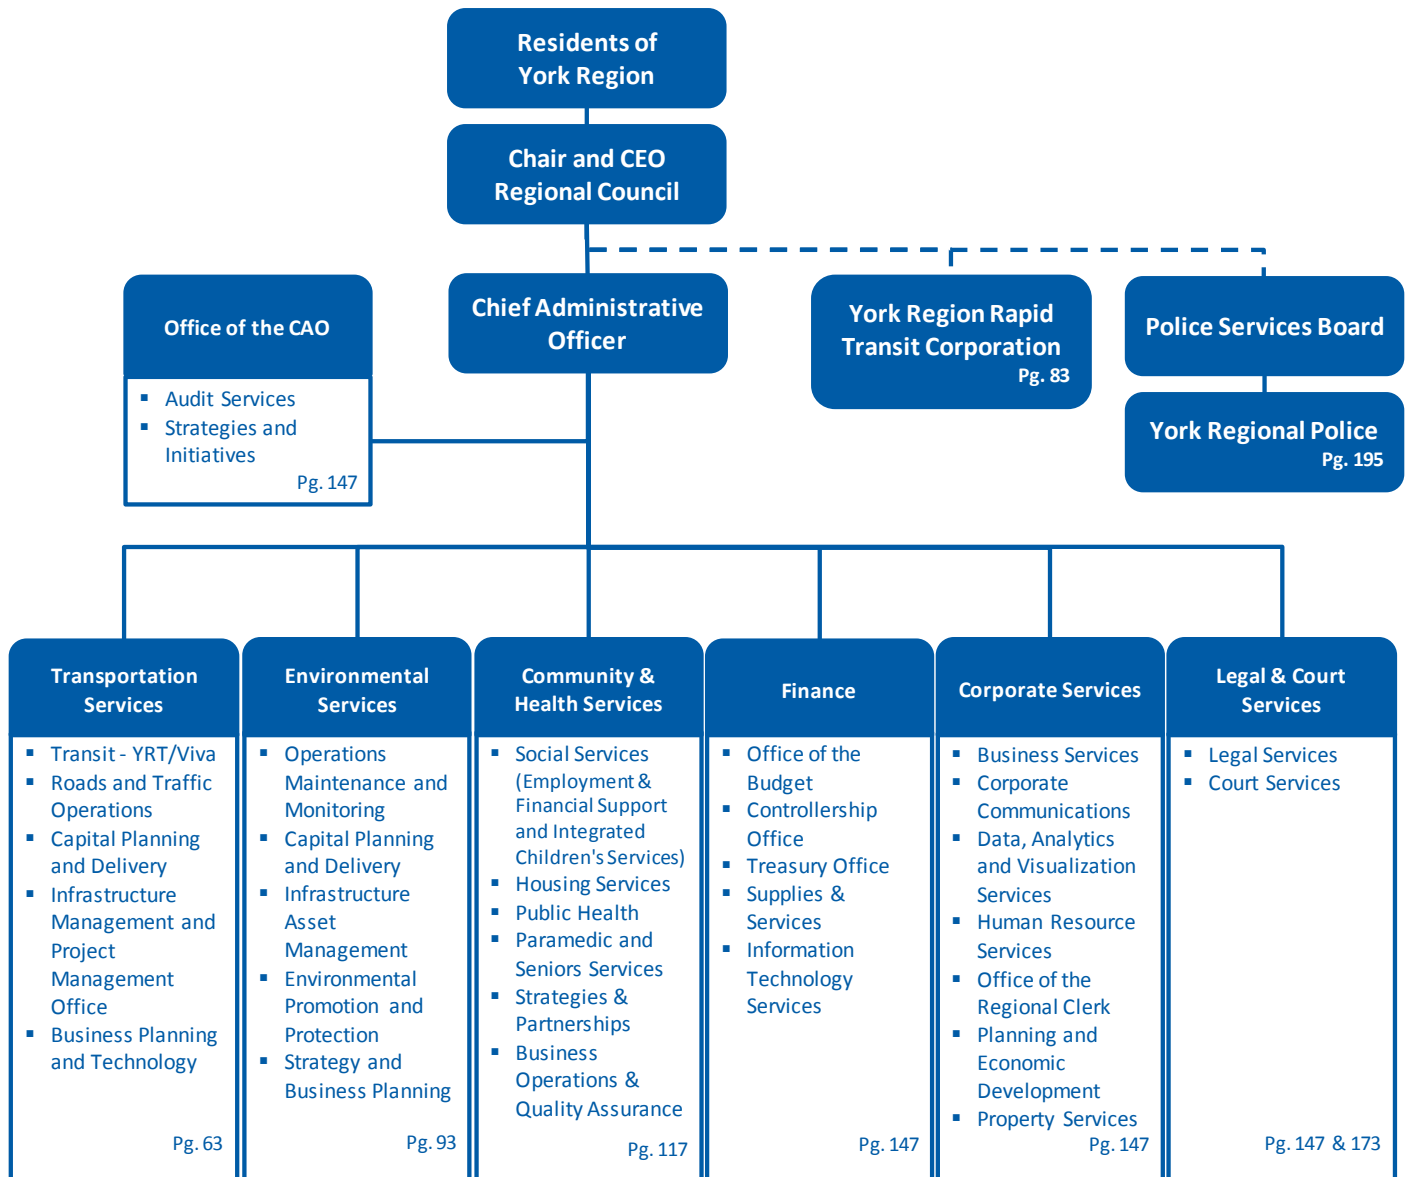 Residents of
York Region
Chair and CEO
Regional Council
Office of the CAO
▪ Audit Services
▪ Strategies and
Initiatives
Pg. 147
Chief Administrative
Officer
York Region Rapid
Transit Corporation
Pg. 83
Police Services Board
York Regional Police
Pg. 195
Transportation
Services
▪ Transit - YRT/Viva
▪ Roads and Traffic
Operations
▪ Capital Planning
and Delivery
▪ Infrastructure
Management and
Project
Management
Office
▪ Business Planning
and Technology
Pg. 63
Environmental
Services
▪ Operations
Maintenance and
Monitoring
▪ Capital Planning
and Delivery
▪ Infrastructure
Asset
Management
▪ Environmental
Promotion and
Protection
▪ Strategy and
Business Planning
Pg. 93
Community &
Health Services
▪ Social Services
(Employment &
Financial Support
and Integrated
Children's Services)
▪ Housing Services
▪ Public Health
▪ Paramedic and
Seniors Services
▪ Strategies &
Partnerships
▪ Business
Operations &
Quality Assurance
Pg. 117
Finance
▪ Office of the
Budget
▪ Controllership
Office
▪ Treasury Office
▪ Supplies &
Services
▪ Information
Technology
Services
Pg. 147
Corporate Services
▪ Business Services
▪ Corporate
Communications
▪ Data, Analytics
and Visualization
Services
▪ Human Resource
Services
▪ Office of the
Regional Clerk
▪ Planning and
Economic
Development
▪ Property Services
Pg. 147
Legal & Court
Services
▪ Legal Services
▪ Court Services
Pg. 147 & 173